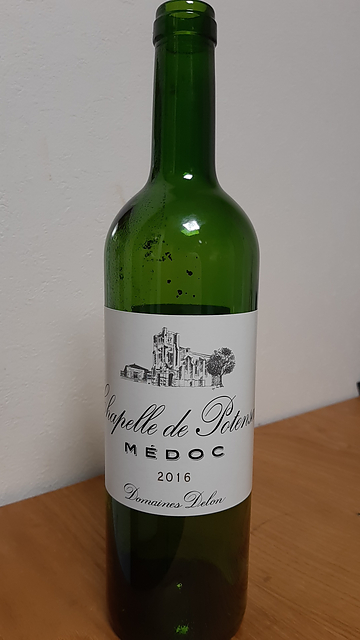 Chapelle de Potensac
MÉDOC
2016
Domaines Delon